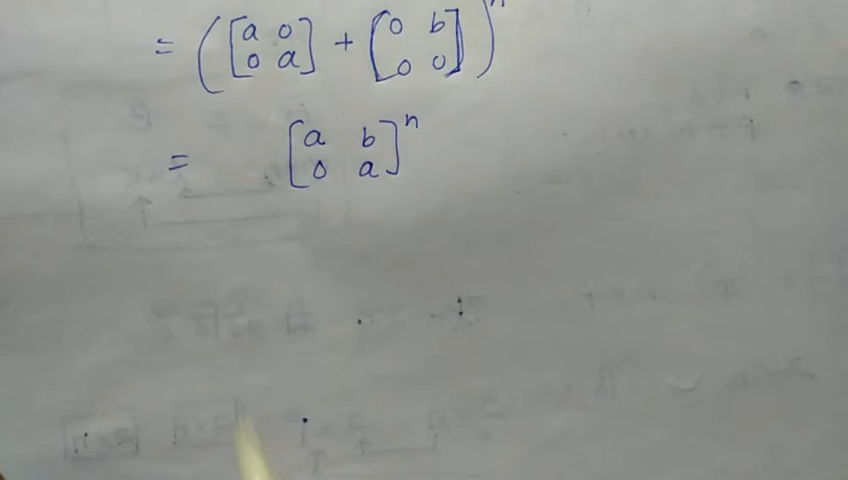 = ([a 0 0 a] + [0 b 0 0])^n
= [a b 0 a]^n